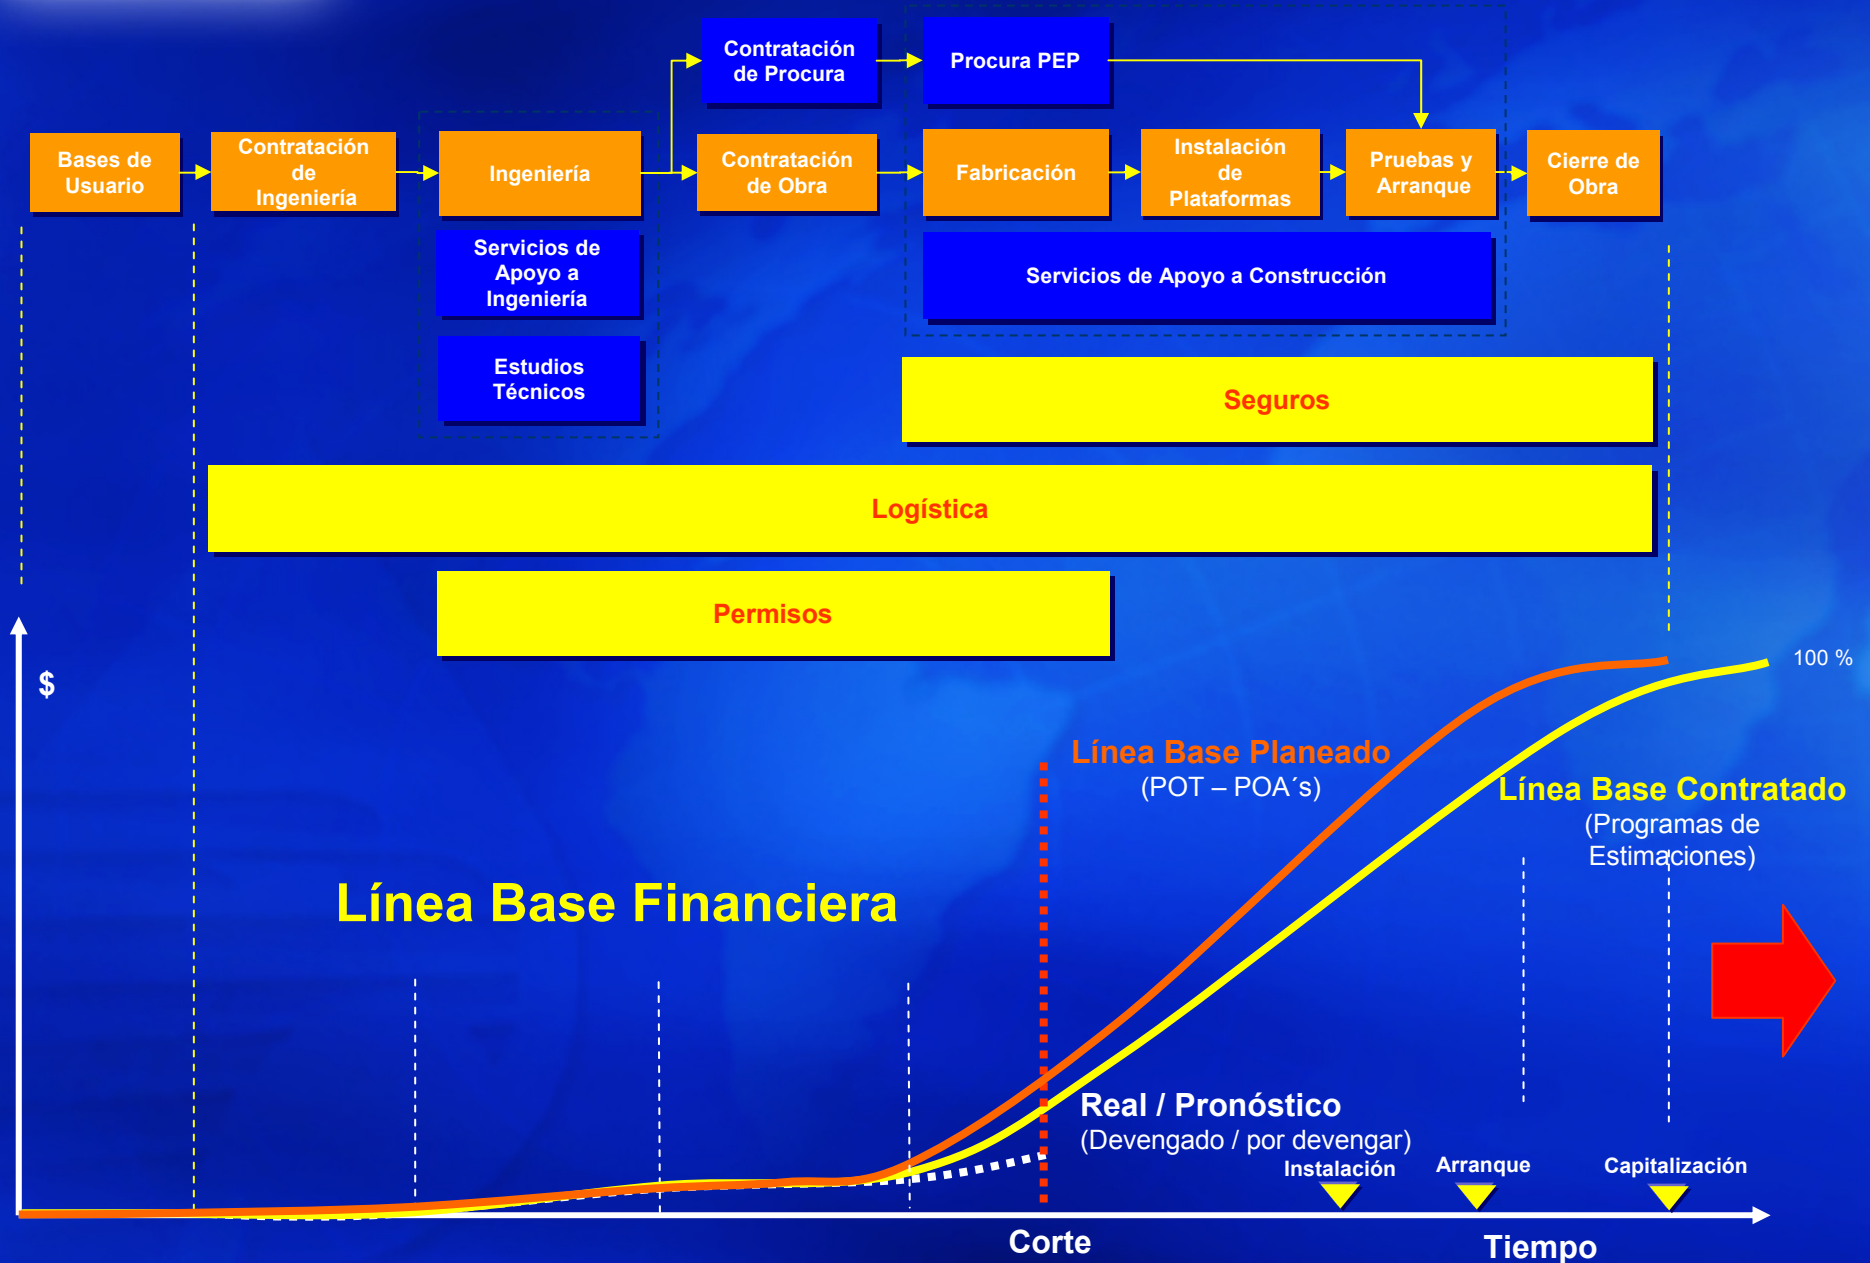 Contratación
de Procura
Procura PEP
Bases de
Usuario
Contratación
de
Ingeniería
Ingeniería
Contratación
de Obra
Fabricación
Instalación
de
Plataformas
Pruebas y
Arranque
Cierre de
Obra
Servicios de
Apoyo a
Ingeniería
Servicios de Apoyo a Construcción
Estudios
Técnicos
Seguros
Logística
Permisos
$
100 %
Línea Base Planeado
(POT – POA´s)
Línea Base Contratado
(Programas de
Estimaciones)
Línea Base Financiera
Real / Pronóstico
(Devengado / por devengar)
Instalación
Arranque
Capitalización
Corte
Tiempo